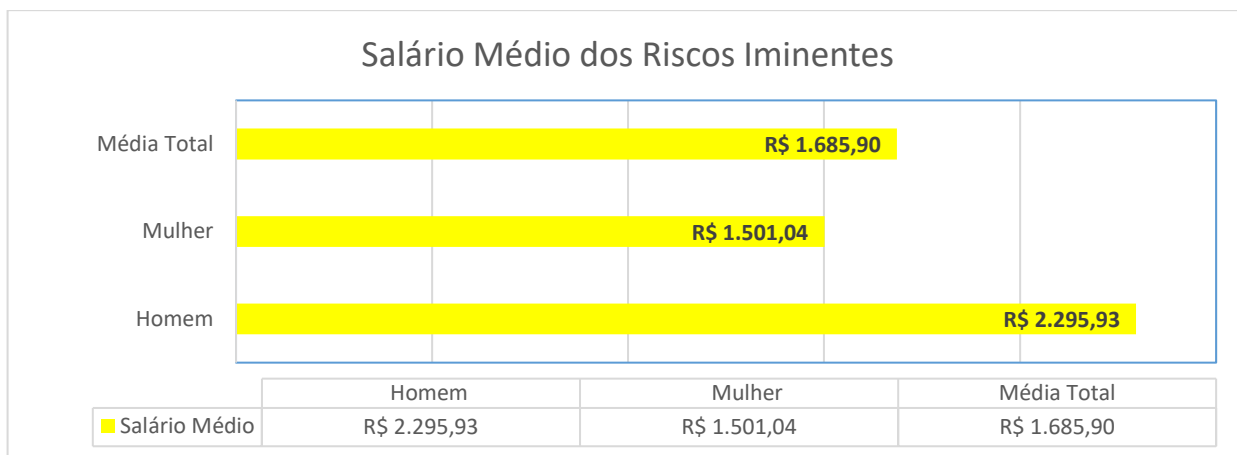 Salário Médio dos Riscos Iminentes
Média Total
R$ 1.685,90
Mulher
R$ 1.501,04
Homem
R$ 2.295,93
Homem Mulher Média Total
Salário Médio R$ 2.295,93 R$ 1.501,04 R$ 1.685,90